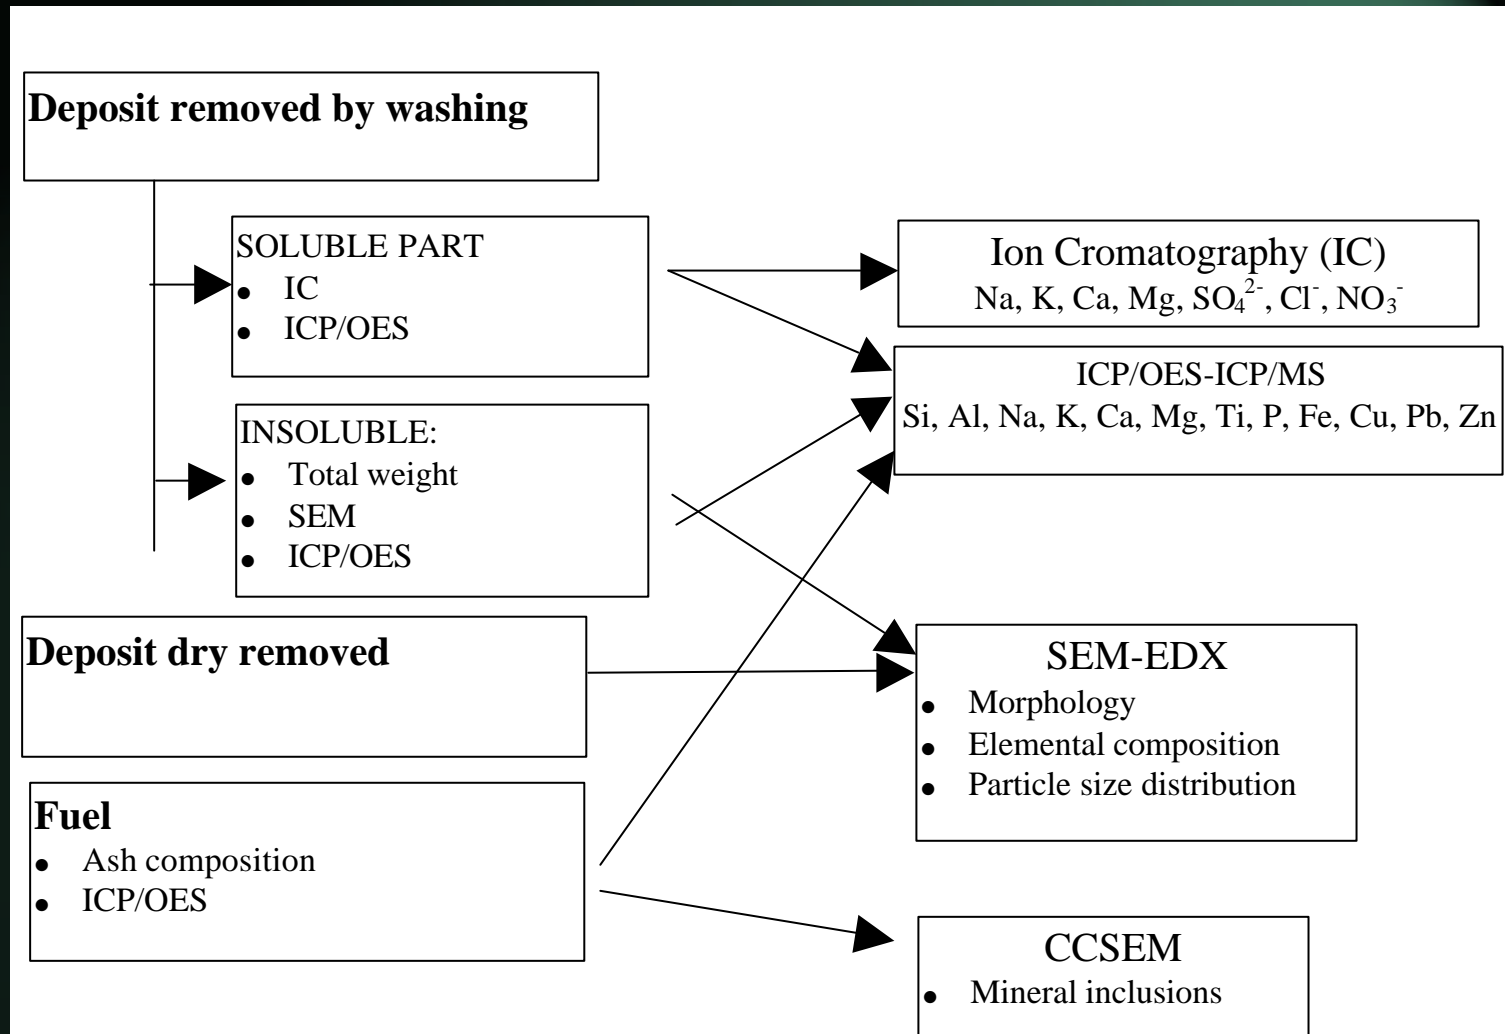 Deposit removed by washing
SOLUBLE PART
• IC
• ICP/OES
INSOLUBLE:
• Total weight
• SEM
• ICP/OES
Deposit dry removed
Fuel
• Ash composition
• ICP/OES
Ion Cromatography (IC)
Na, K, Ca, Mg, SO₄²⁻, Cl⁻, NO₃⁻
ICP/OES-ICP/MS
Si, Al, Na, K, Ca, Mg, Ti, P, Fe, Cu, Pb, Zn
SEM-EDX
• Morphology
• Elemental composition
• Particle size distribution
CCSEM
• Mineral inclusions